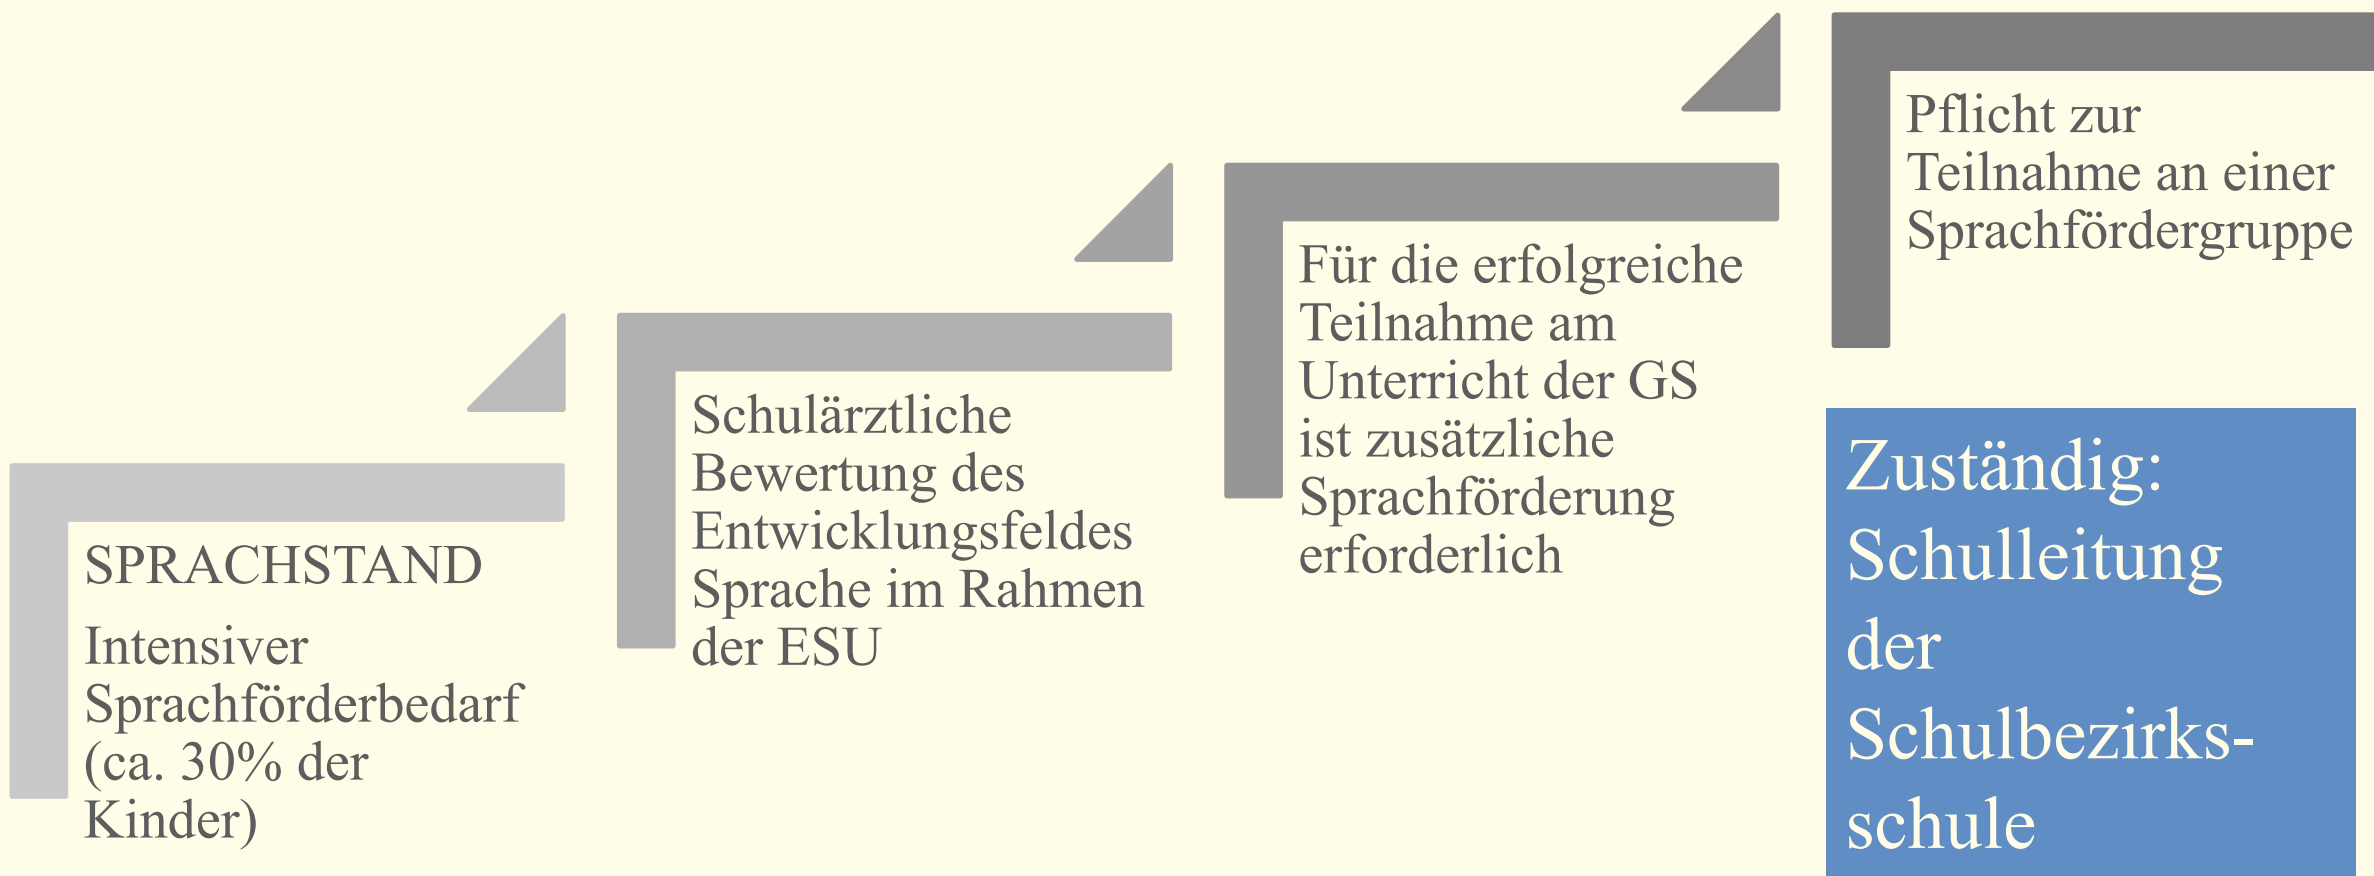 SPRACHSTAND
Intensiver
Sprachförderbedarf
(ca. 30% der
Kinder)
Schulärztliche
Bewertung des
Entwicklungsfeldes
Sprache im Rahmen
der ESU
Für die erfolgreiche
Teilnahme am
Unterricht der GS
ist zusätzliche
Sprachförderung
erforderlich
Pflicht zur
Teilnahme an einer
Sprachfördergruppe
Zuständig:
Schulleitung
der
Schulbezirks-
schule